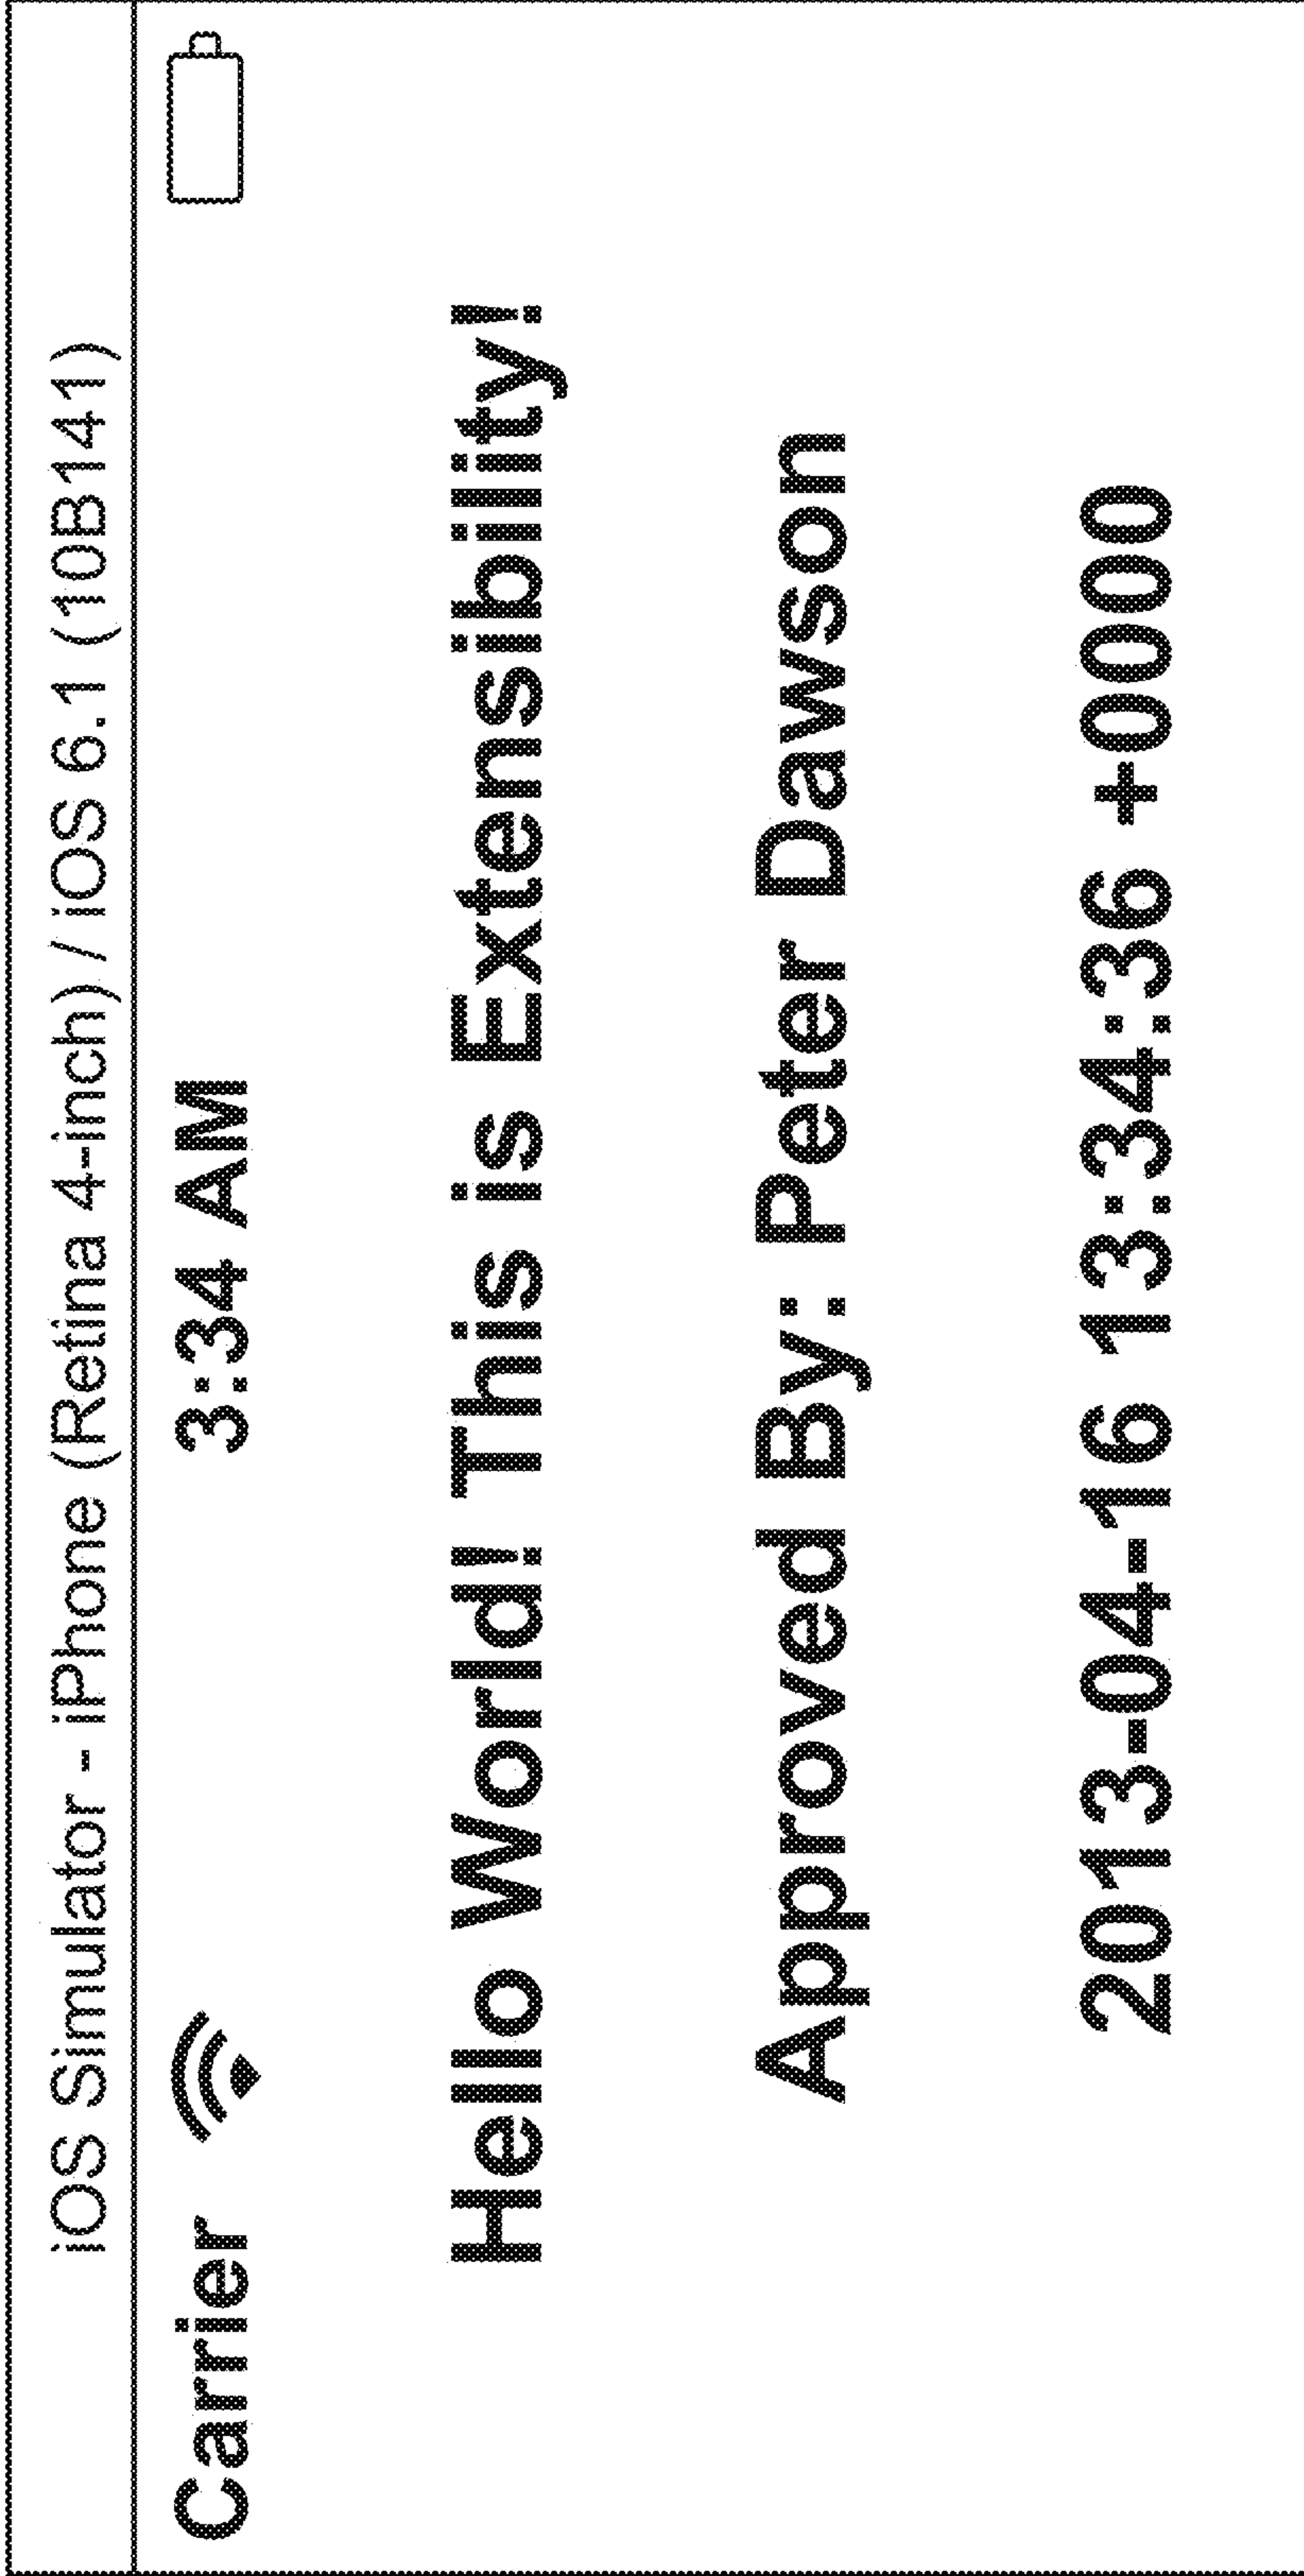 iOS Simulator - iPhone (Retina 4-inch) / iOS 6.1 (10B141)
Carrier 3:34 AM
Hello World! This is Extensibility!
Approved By: Peter Dawson
2013-04-16 13:34:36 +0000